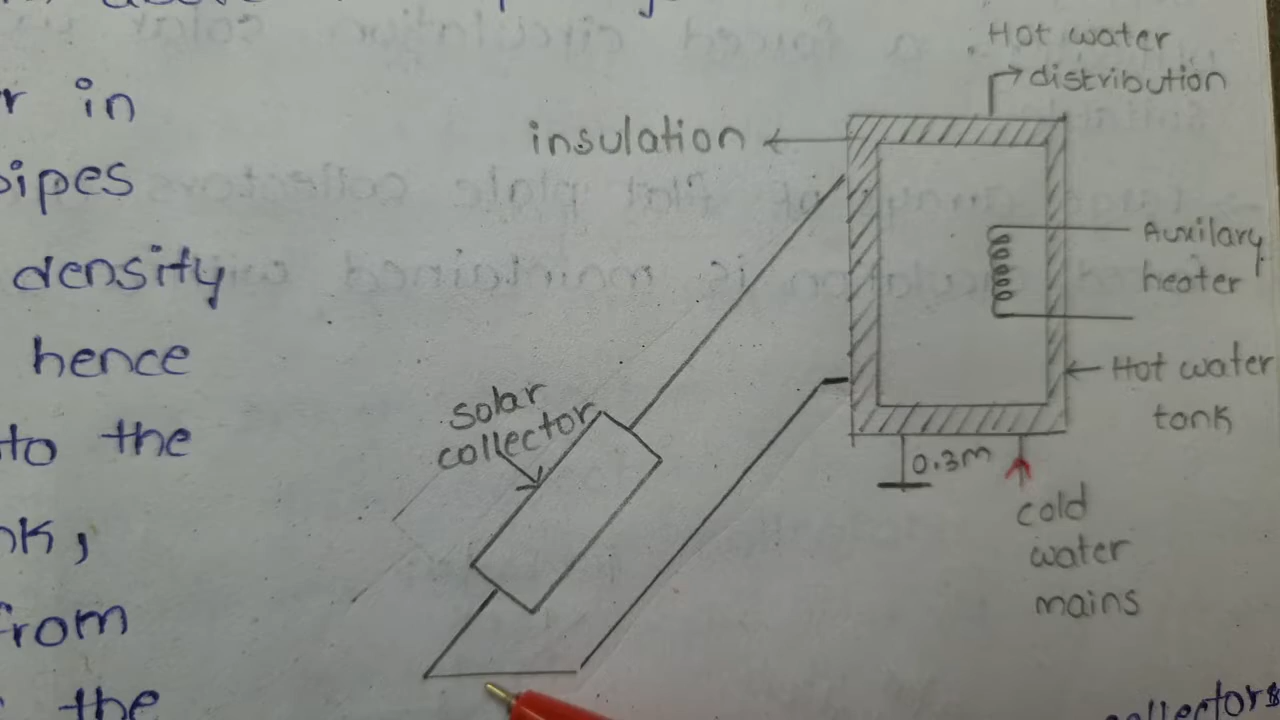 r in
pipes
density
hence
to the
nk,
from
the
Hot water
distribution
insulation
Auxilary
heater
Hot water
tank
solar
collector
0.3m
cold
water
mains
collectors